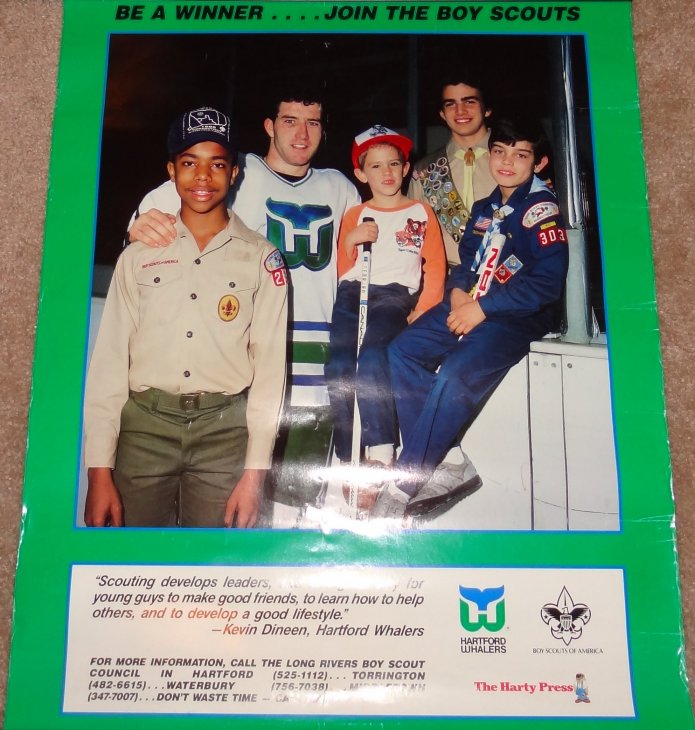 BE A WINNER . . . . JOIN THE BOY SCOUTS
303
"Scouting develops leaders, for
young guys to make good friends, to learn how to help
others, and to develop a good lifestyle."
—Kevin Dineen, Hartford Whalers
FOR MORE INFORMATION, CALL THE LONG RIVERS BOY SCOUT
COUNCIL IN HARTFORD (525-1112) . . . TORRINGTON
(482-6615) . . . WATERBURY (756-7038)
(347-7007) . . . DON'T WASTE TIME —
HARTFORD
WHALERS
BOY SCOUTS OF AMERICA
The Harty Press